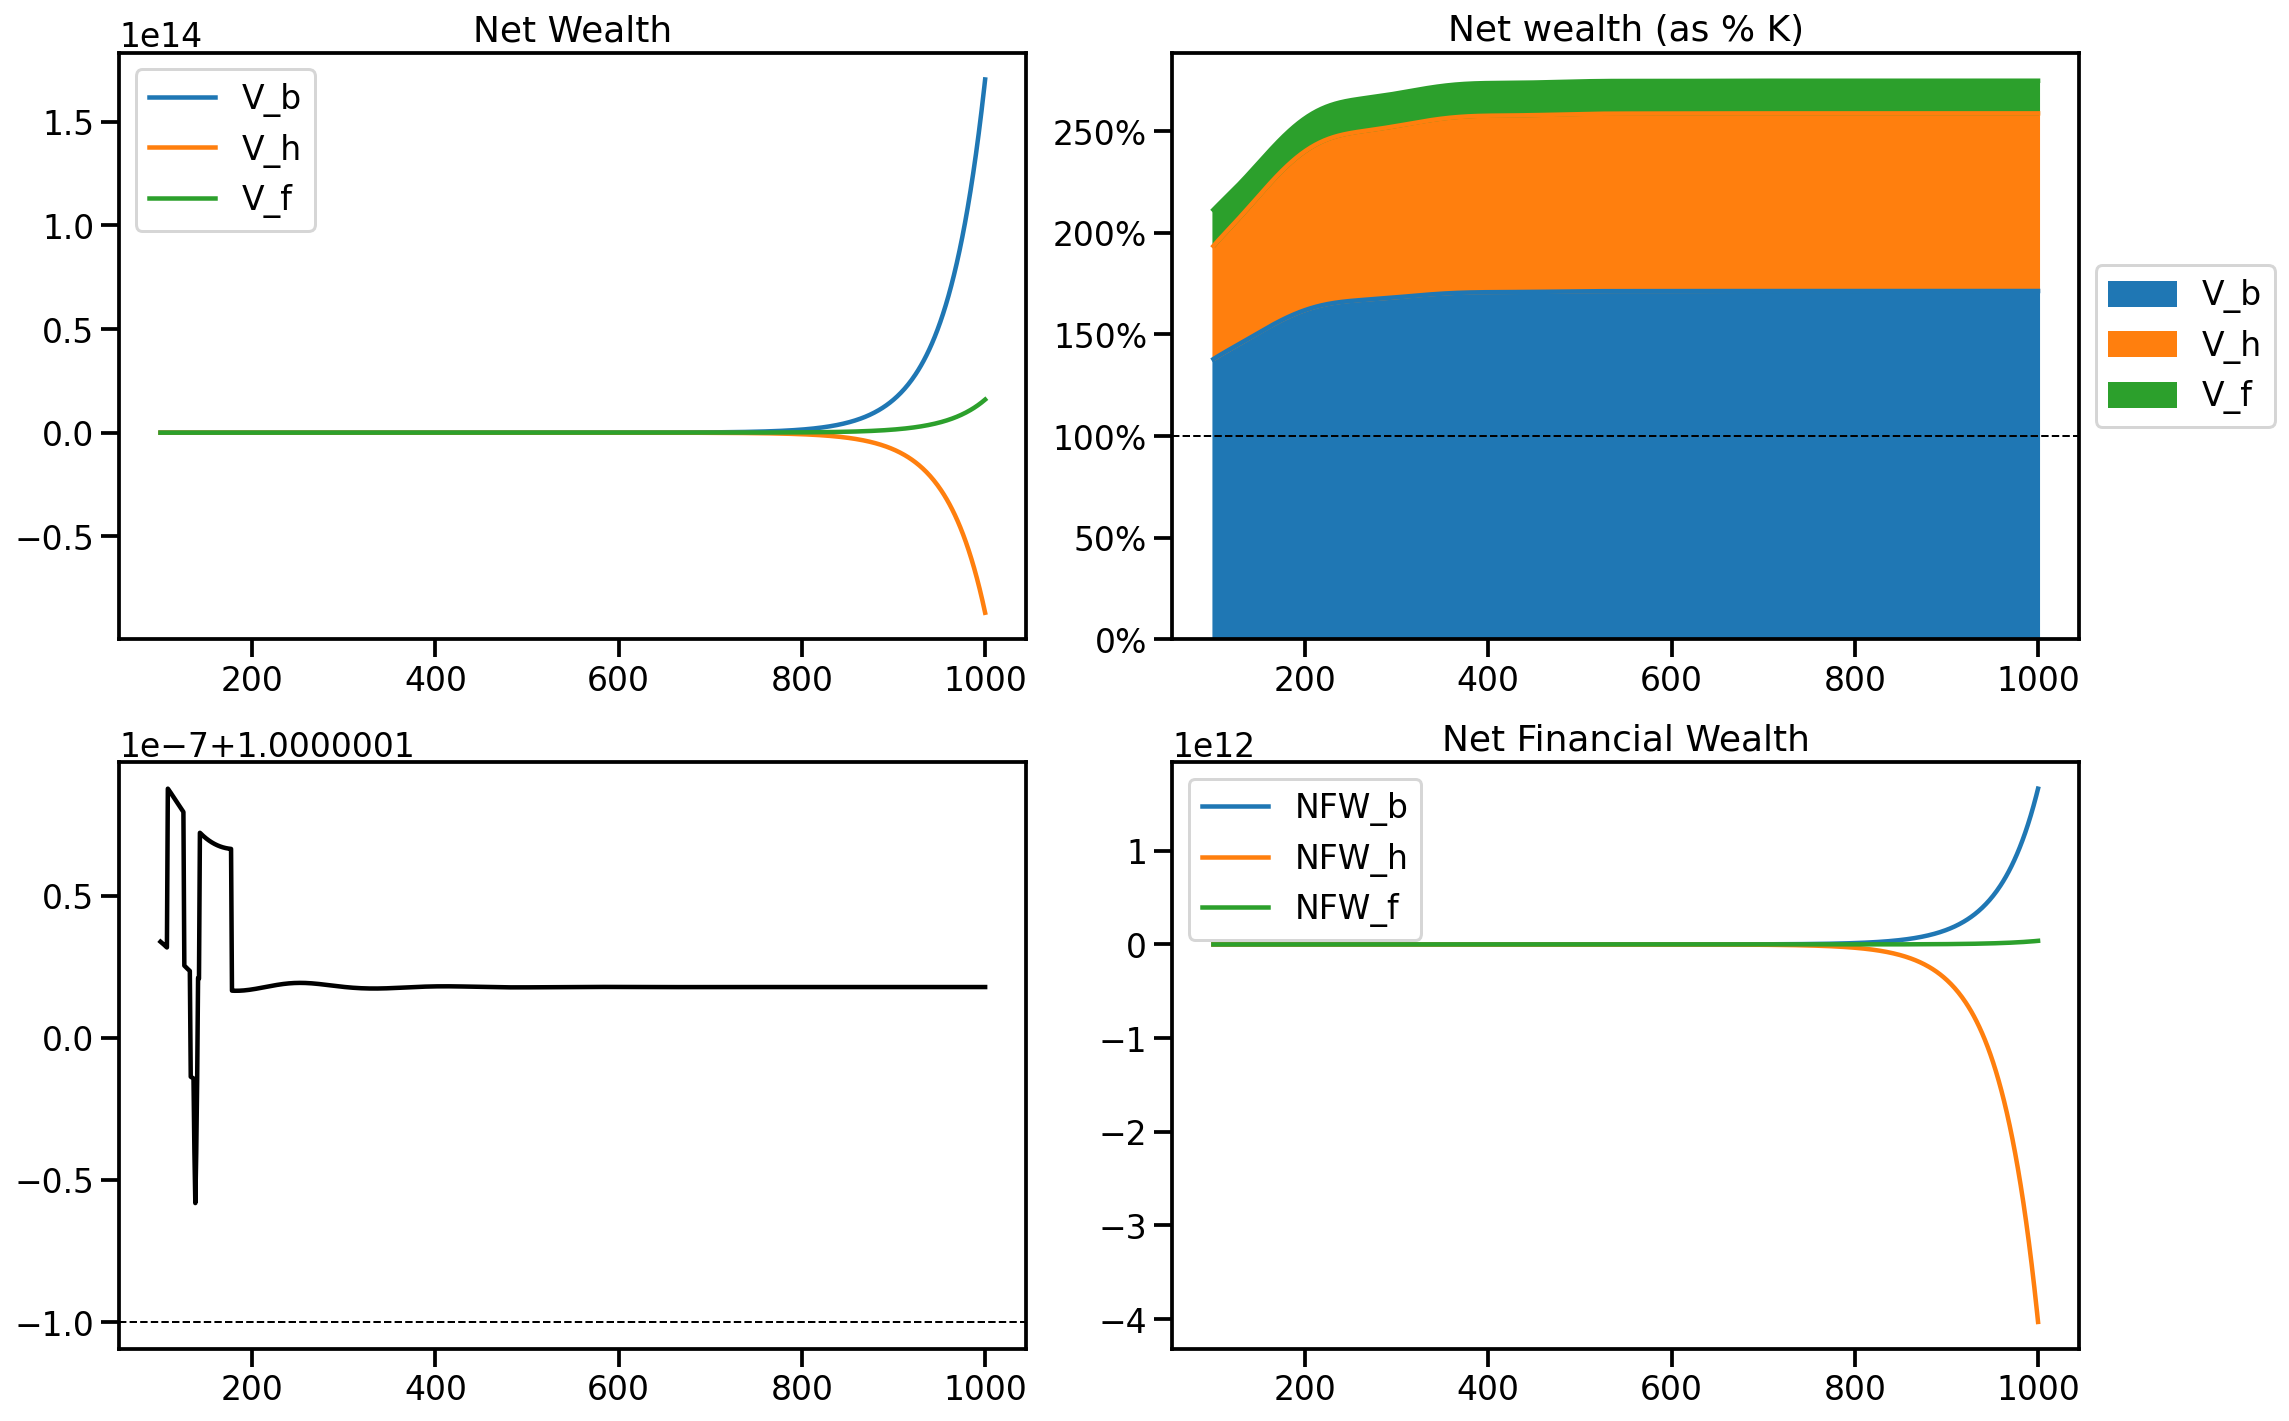 Net Wealth
1e14
V_b
V_h
V_f
1.5
1.0
0.5
0.0
−0.5
200 400 600 800 1000
Net wealth (as % K)
250%
200%
150%
100%
50%
0%
200 400 600 800 1000
V_b
V_h
V_f
1e−7+1.0000001
0.5
0.0
−0.5
−1.0
200 400 600 800 1000
Net Financial Wealth
1e12
NFW_b
NFW_h
NFW_f
1
0
−1
−2
−3
−4
200 400 600 800 1000